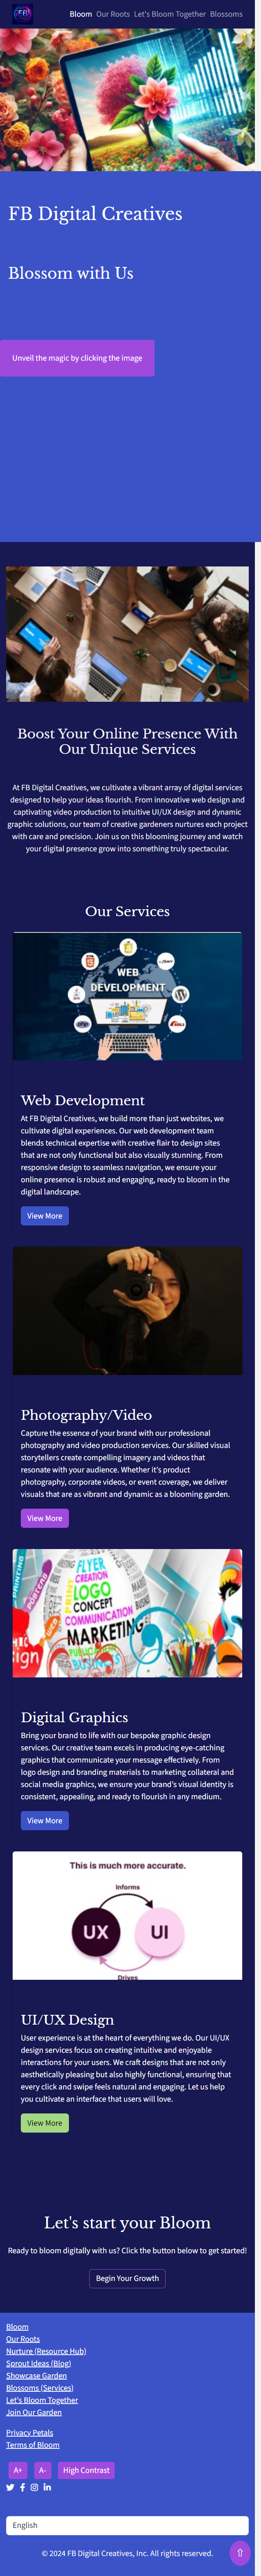 FB
Bloom Our Roots Let's Bloom Together Blossoms
FB Digital Creatives
Blossom with Us
Unveil the magic by clicking the image
Boost Your Online Presence With
Our Unique Services
At FB Digital Creatives, we cultivate a vibrant array of digital services
designed to help your ideas flourish. From innovative web design and
captivating video production to intuitive UI/UX design and dynamic
graphic solutions, our team of creative gardeners nurtures each project
with care and precision. Join us on this blooming journey and watch
your digital presence grow into something truly spectacular.
Our Services
WEB
DEVELOPMENT
Web Development
At FB Digital Creatives, we build more than just websites, we
cultivate digital experiences. Our web development team
blends technical expertise with creative flair to design sites
that are not only functional but also visually stunning. From
responsive design to seamless navigation, we ensure your
online presence is robust and engaging, ready to bloom in the
digital landscape.
View More
Photography/Video
Capture the essence of your brand with our professional
photography and video production services. Our skilled visual
storytellers create compelling imagery and videos that
resonate with your audience. Whether it's product
photography, corporate videos, or event coverage, we deliver
visuals that are as vibrant and dynamic as a blooming garden.
View More
FLYER
CREATION
LOGO
CONCEPT
COMMUNICATION
MARKETING
PUBLICATION
BUSINESS
PRINT
Digital Graphics
Bring your brand to life with our bespoke graphic design
services. Our creative team excels in producing eye-catching
graphics that communicate your message effectively. From
logo design and branding materials to marketing collateral and
social media graphics, we ensure your brand's visual identity is
consistent, appealing, and ready to flourish in any medium.
View More
This is much more accurate.
Informs
UX UI
Drives
UI/UX Design
User experience is at the heart of everything we do. Our UI/UX
design services focus on creating intuitive and enjoyable
interactions for your users. We craft designs that are not only
aesthetically pleasing but also highly functional, ensuring that
every click and swipe feels natural and engaging. Let us help
you cultivate an interface that users will love.
View More
Let's start your Bloom
Ready to bloom digitally with us? Click the button below to get started!
Begin Your Growth
Bloom
Our Roots
Nurture (Resource Hub)
Sprout Ideas (Blog)
Showcase Garden
Blossoms (Services)
Let's Bloom Together
Join Our Garden
Privacy Petals
Terms of Bloom
A+ A- High Contrast
English
© 2024 FB Digital Creatives, Inc. All rights reserved.
⇧